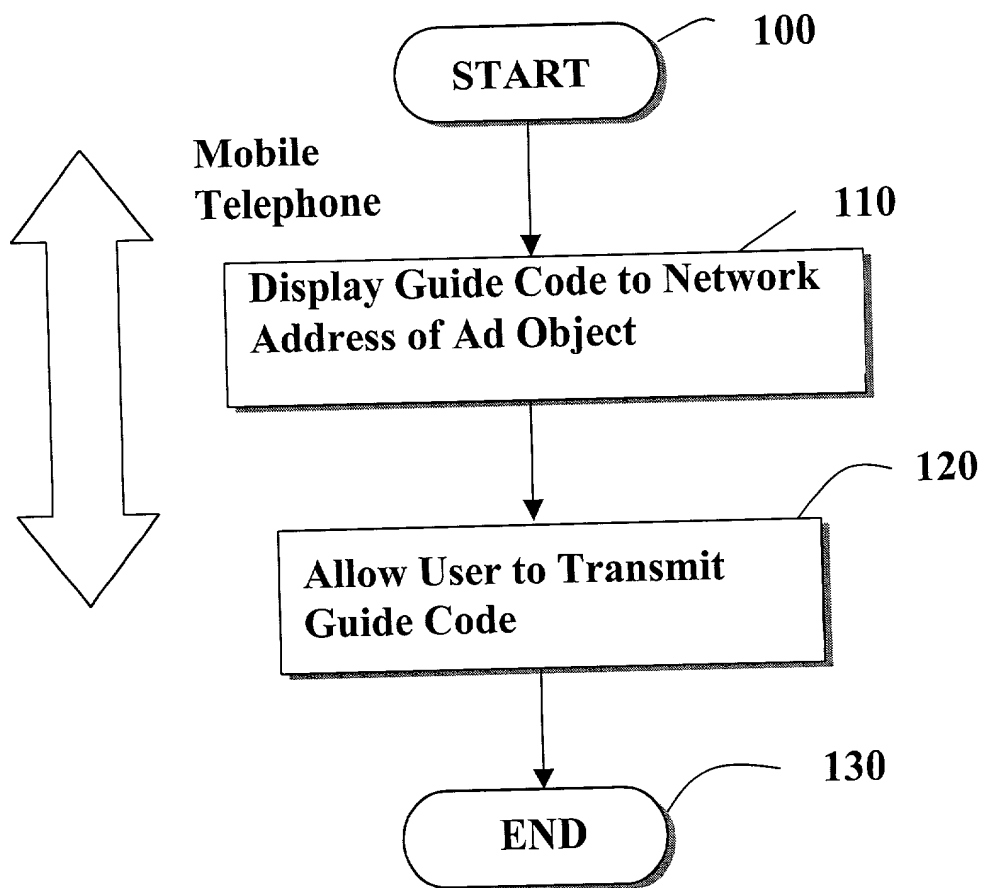 100
START
Mobile
Telephone
110
Display Guide Code to Network
Address of Ad Object
120
Allow User to Transmit
Guide Code
130
END